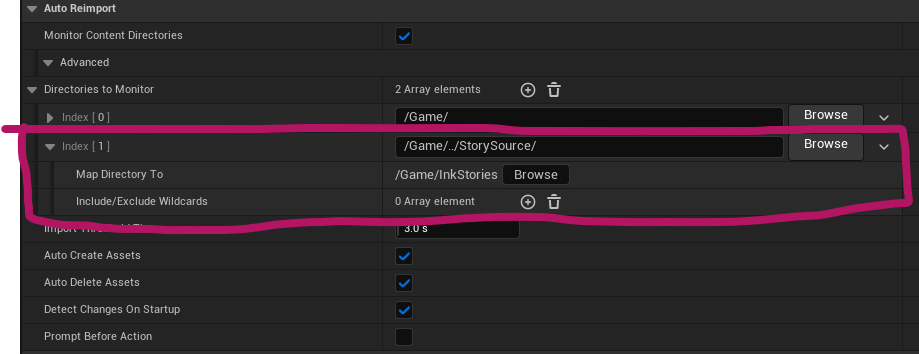 Auto Reimport
Monitor Content Directories
Advanced
Directories to Monitor 2 Array elements
Index [ 0 ] /Game/ Browse
Index [ 1 ] /Game/../StorySource/ Browse
Map Directory To /Game/InkStories Browse
Include/Exclude Wildcards 0 Array element
Import Threshold 3.0 s
Auto Create Assets
Auto Delete Assets
Detect Changes On Startup
Prompt Before Action